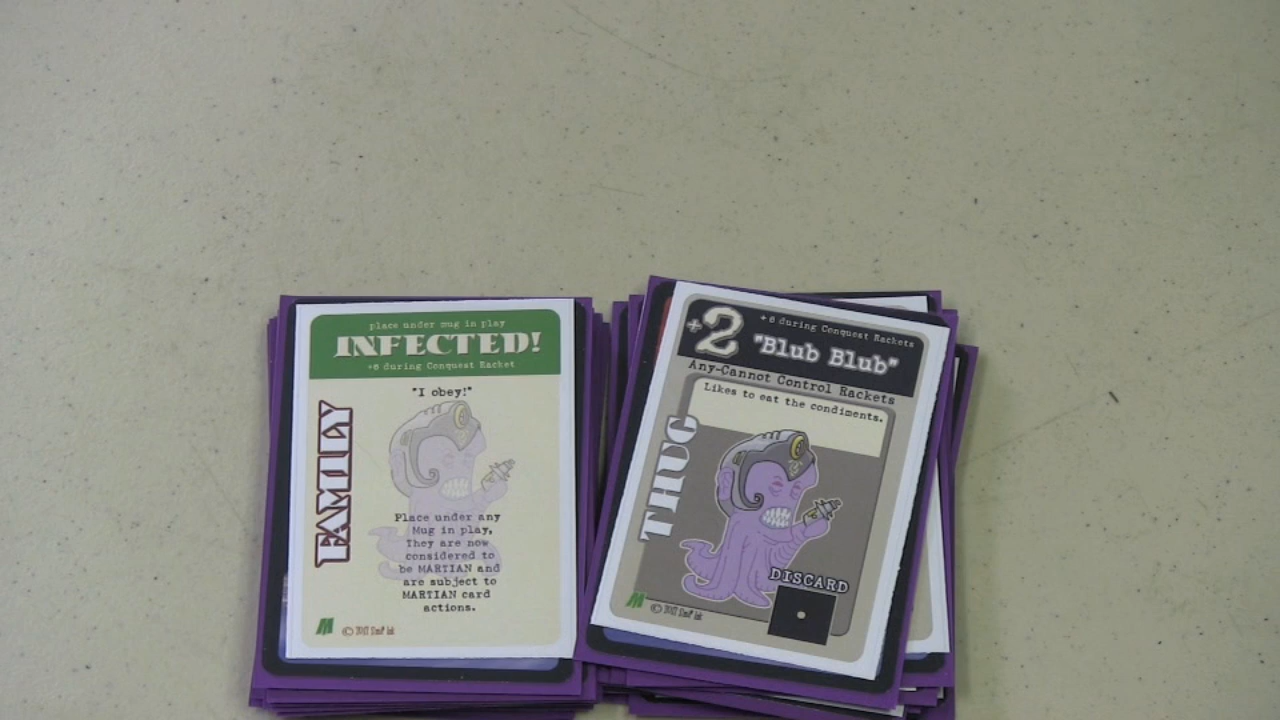 place under mug in play
INFECTED!
+6 during Conquest Racket
"I obey!"
FAMILY
Place under any
Mug in play,
They are now
considered to
be MARTIAN and
are subject to
MARTIAN card
actions.
M
+2
+6 during Conquest Rackets
"Blub Blub"
Any-Cannot Control Rackets
Likes to eat the condiments.
THUG
DISCARD
M